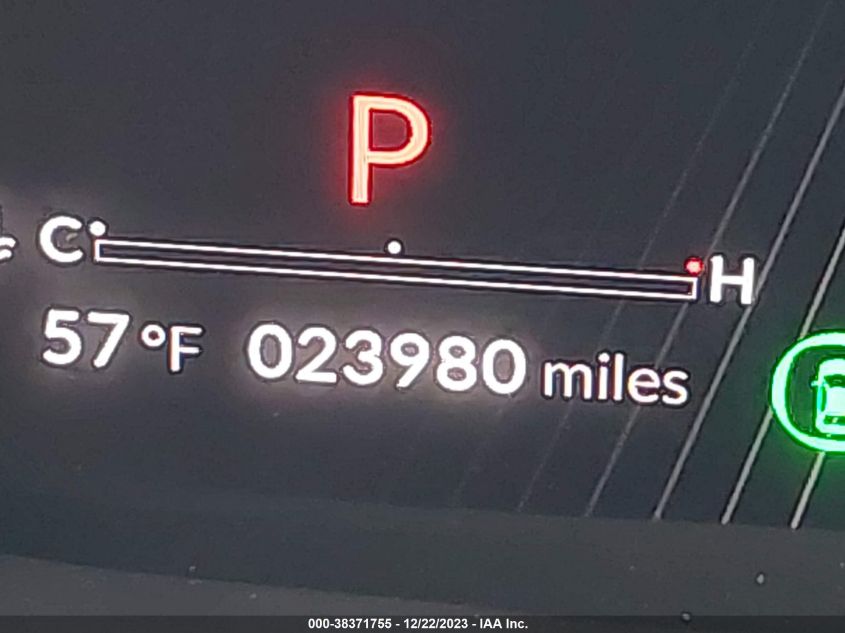 P
C H
57 °F 023980 miles
000-38371755 - 12/22/2023 - IAA Inc.